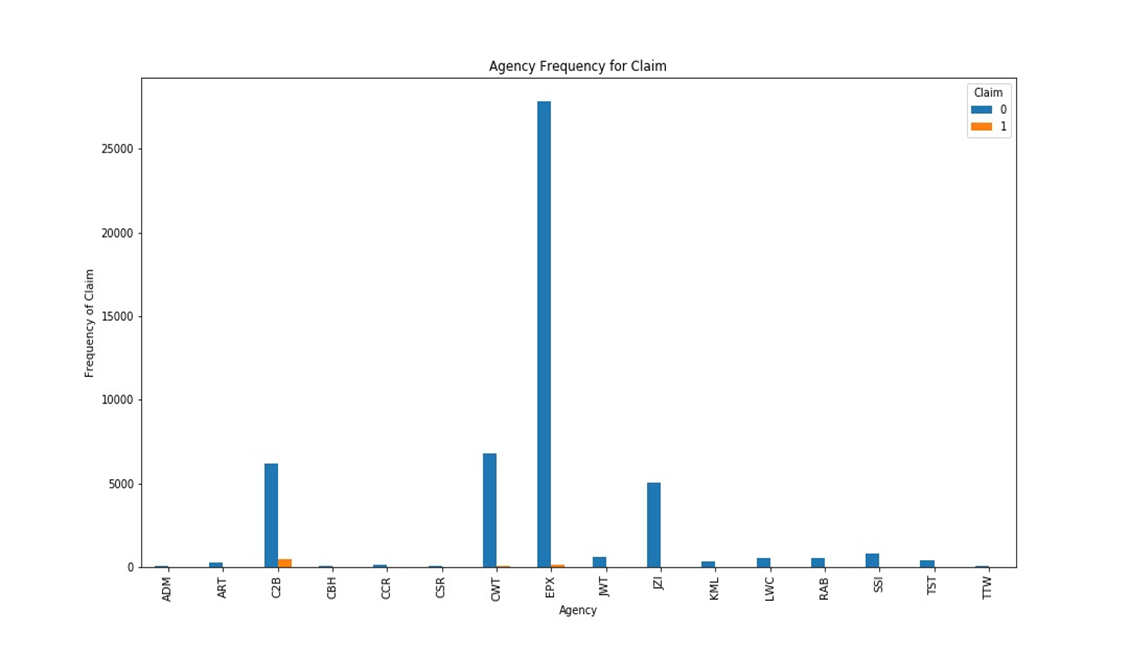 Agency Frequency for Claim
Claim
0
1
25000
20000
15000
10000
5000
0
Frequency of Claim
ADM
ART
C2B
CBH
CCR
CSR
CWT
EPX
JWT
JZI
KML
LWC
RAB
SSI
TST
TTW
Agency